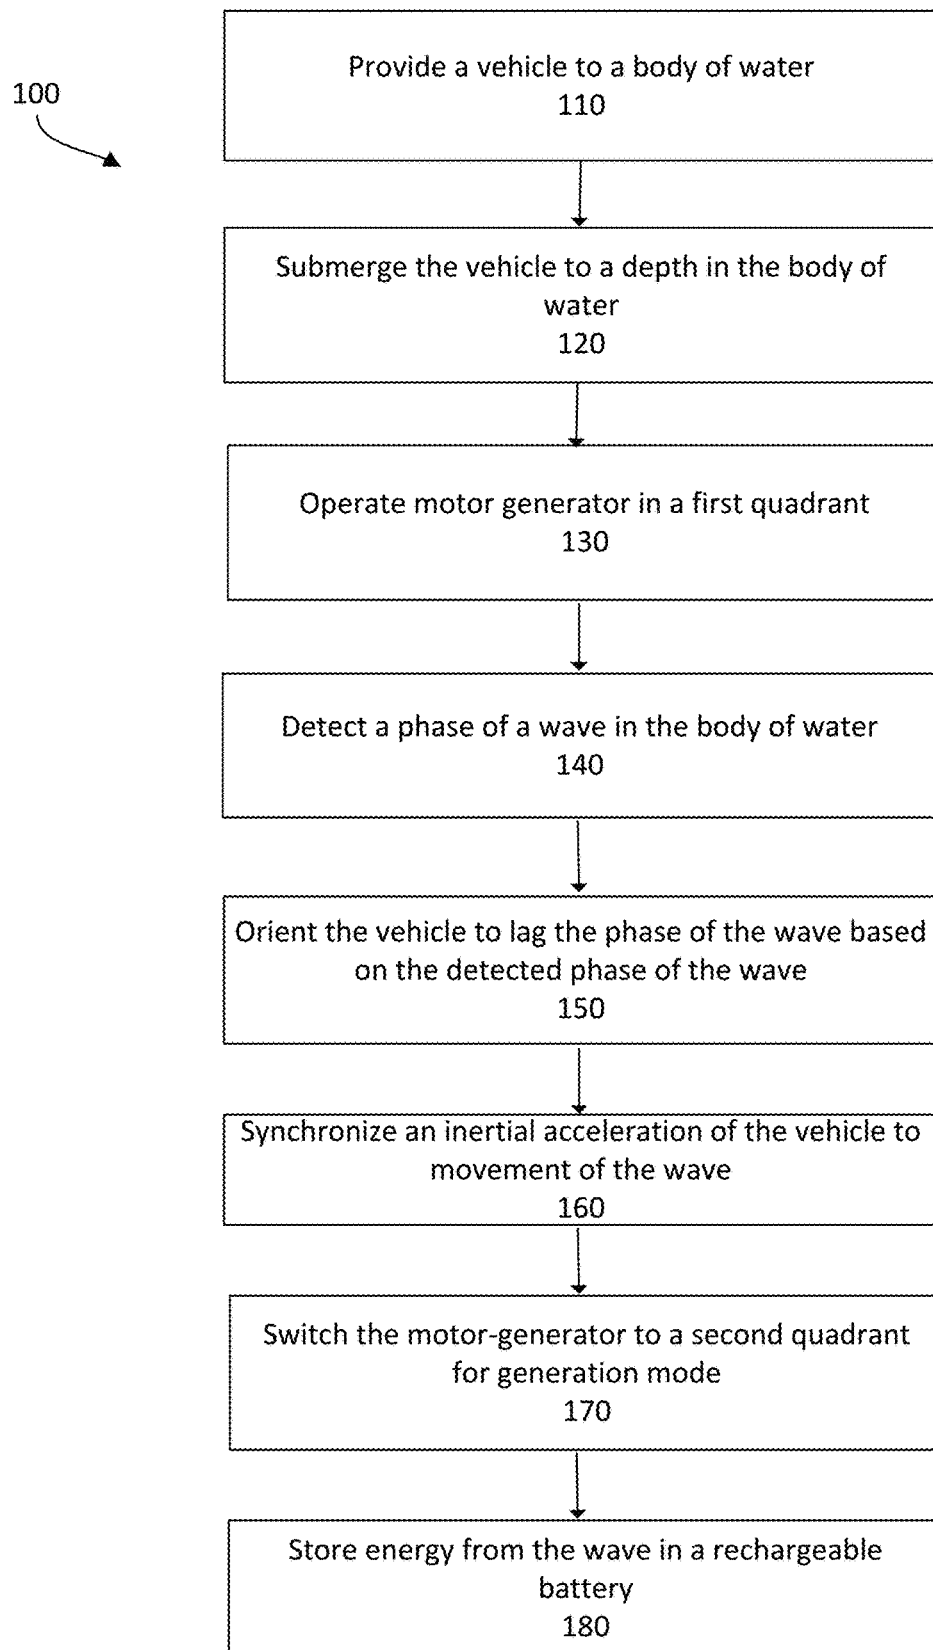 100
Provide a vehicle to a body of water
110
Submerge the vehicle to a depth in the body of
water
120
Operate motor generator in a first quadrant
130
Detect a phase of a wave in the body of water
140
Orient the vehicle to lag the phase of the wave based
on the detected phase of the wave
150
Synchronize an inertial acceleration of the vehicle to
movement of the wave
160
Switch the motor-generator to a second quadrant
for generation mode
170
Store energy from the wave in a rechargeable
battery
180